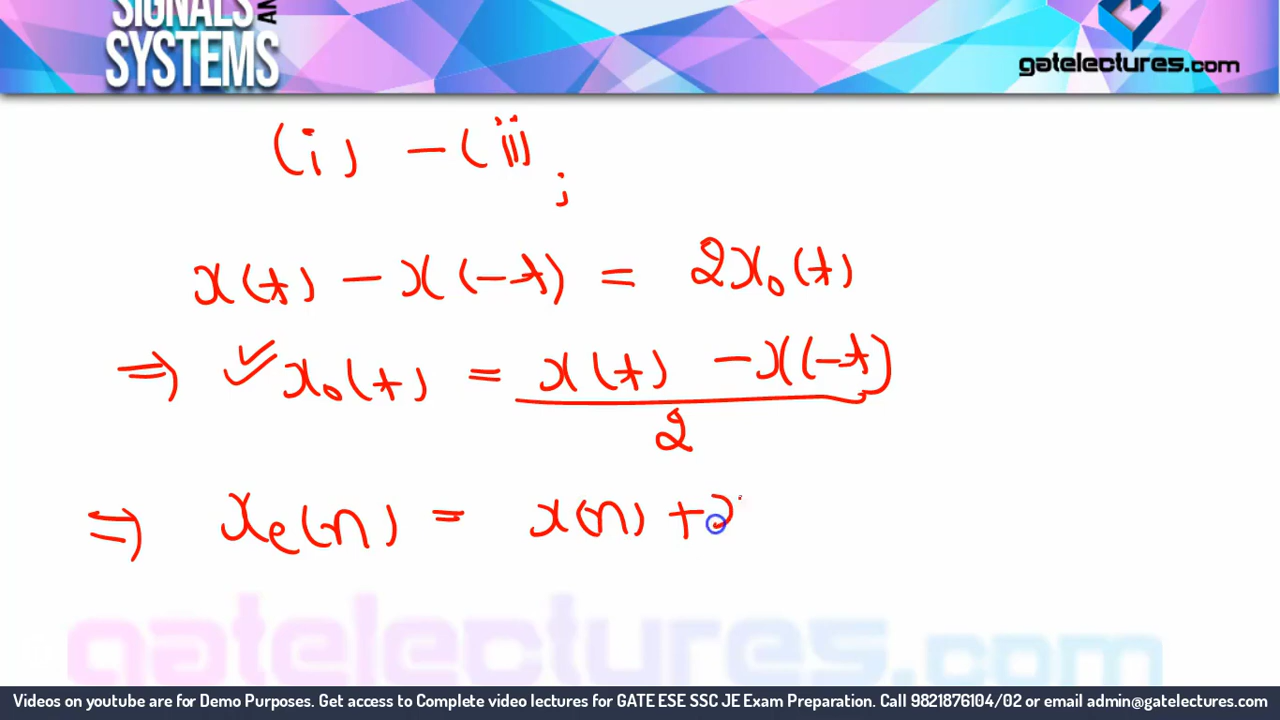 SIGNALS AND
SYSTEMS
gatelectures.com
(i) - (ii) ;
x(t) - x(-t) = 2x₀(t)
⇒ ✓ x₀(t) = x(t) - x(-t)
2
⇒ xₑ(n) = x(n) +
gatelectures.com
Videos on youtube are for Demo Purposes. Get access to Complete video lectures for GATE ESE SSC JE Exam Preparation. Call 9821876104/02 or email admin@gatelectures.com